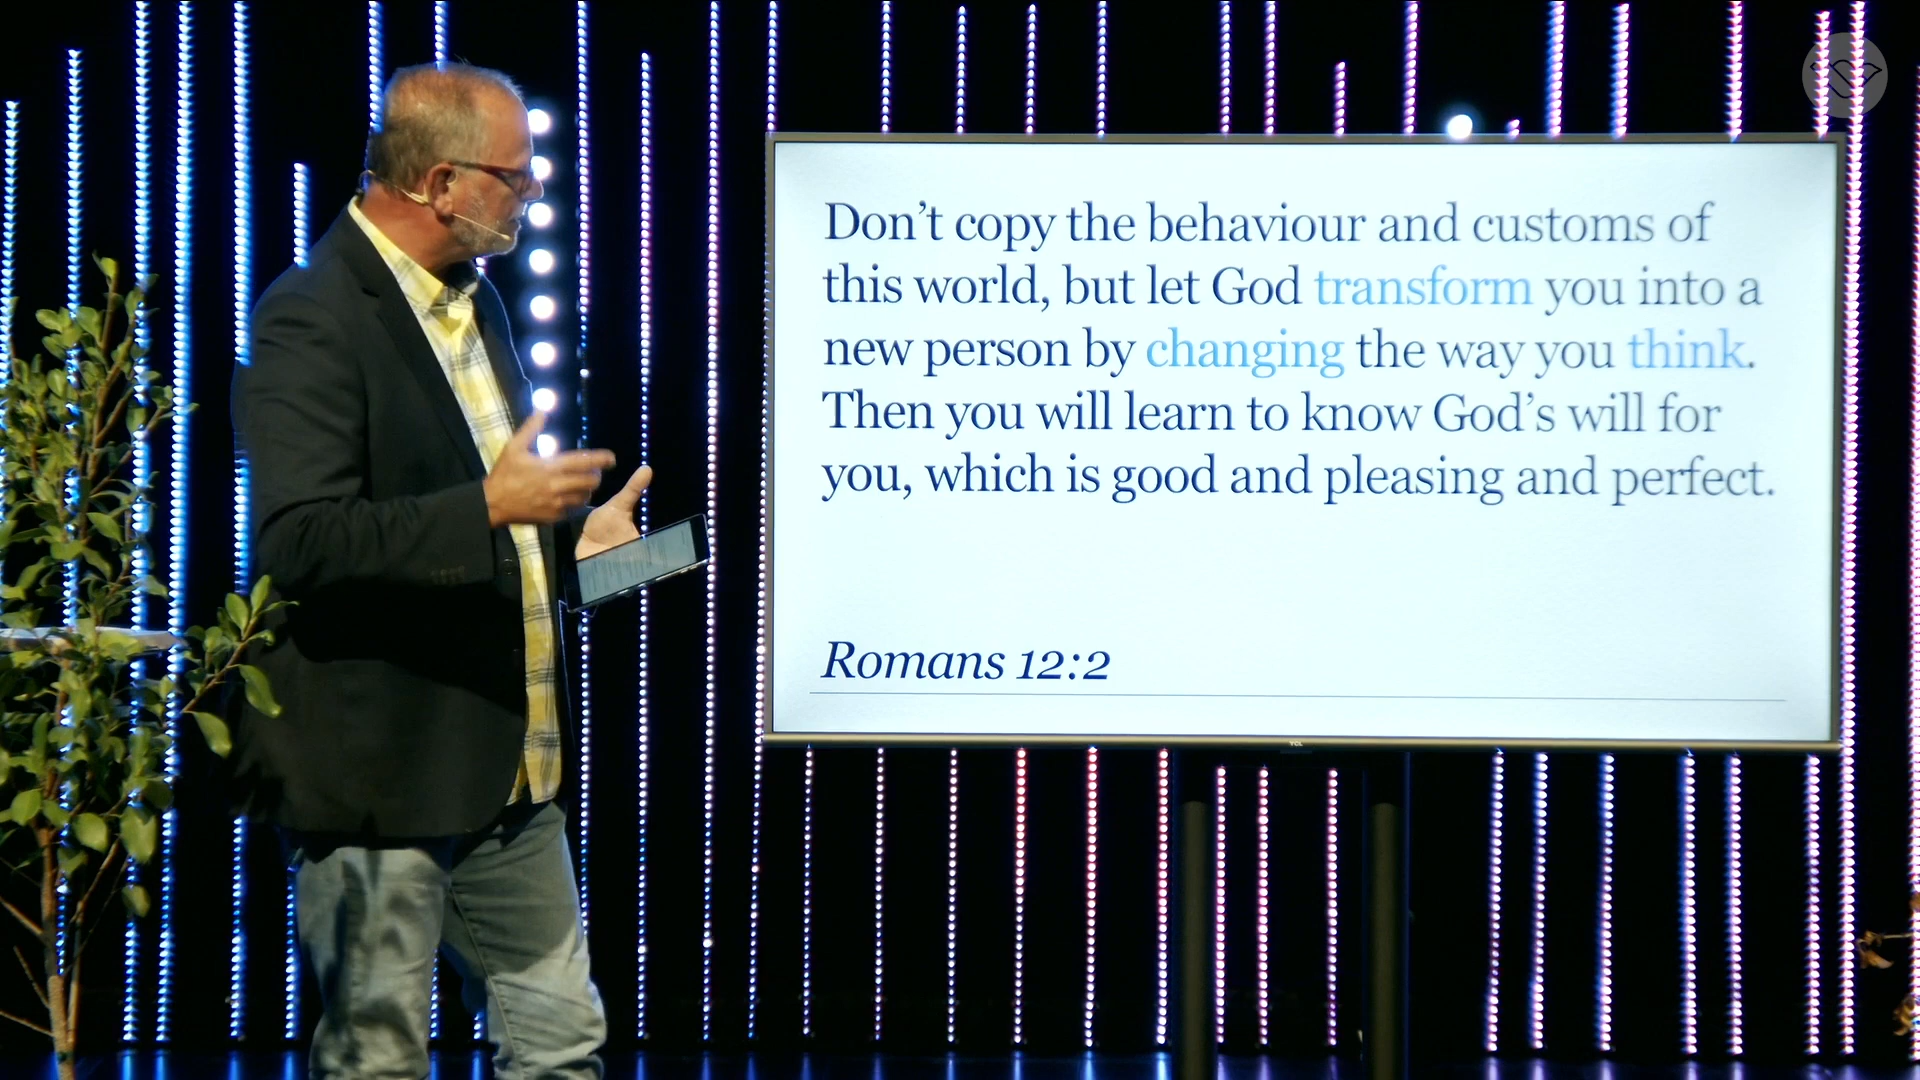 Don’t copy the behaviour and customs of
this world, but let God transform you into a
new person by changing the way you think.
Then you will learn to know God’s will for
you, which is good and pleasing and perfect.
Romans 12:2
TCL